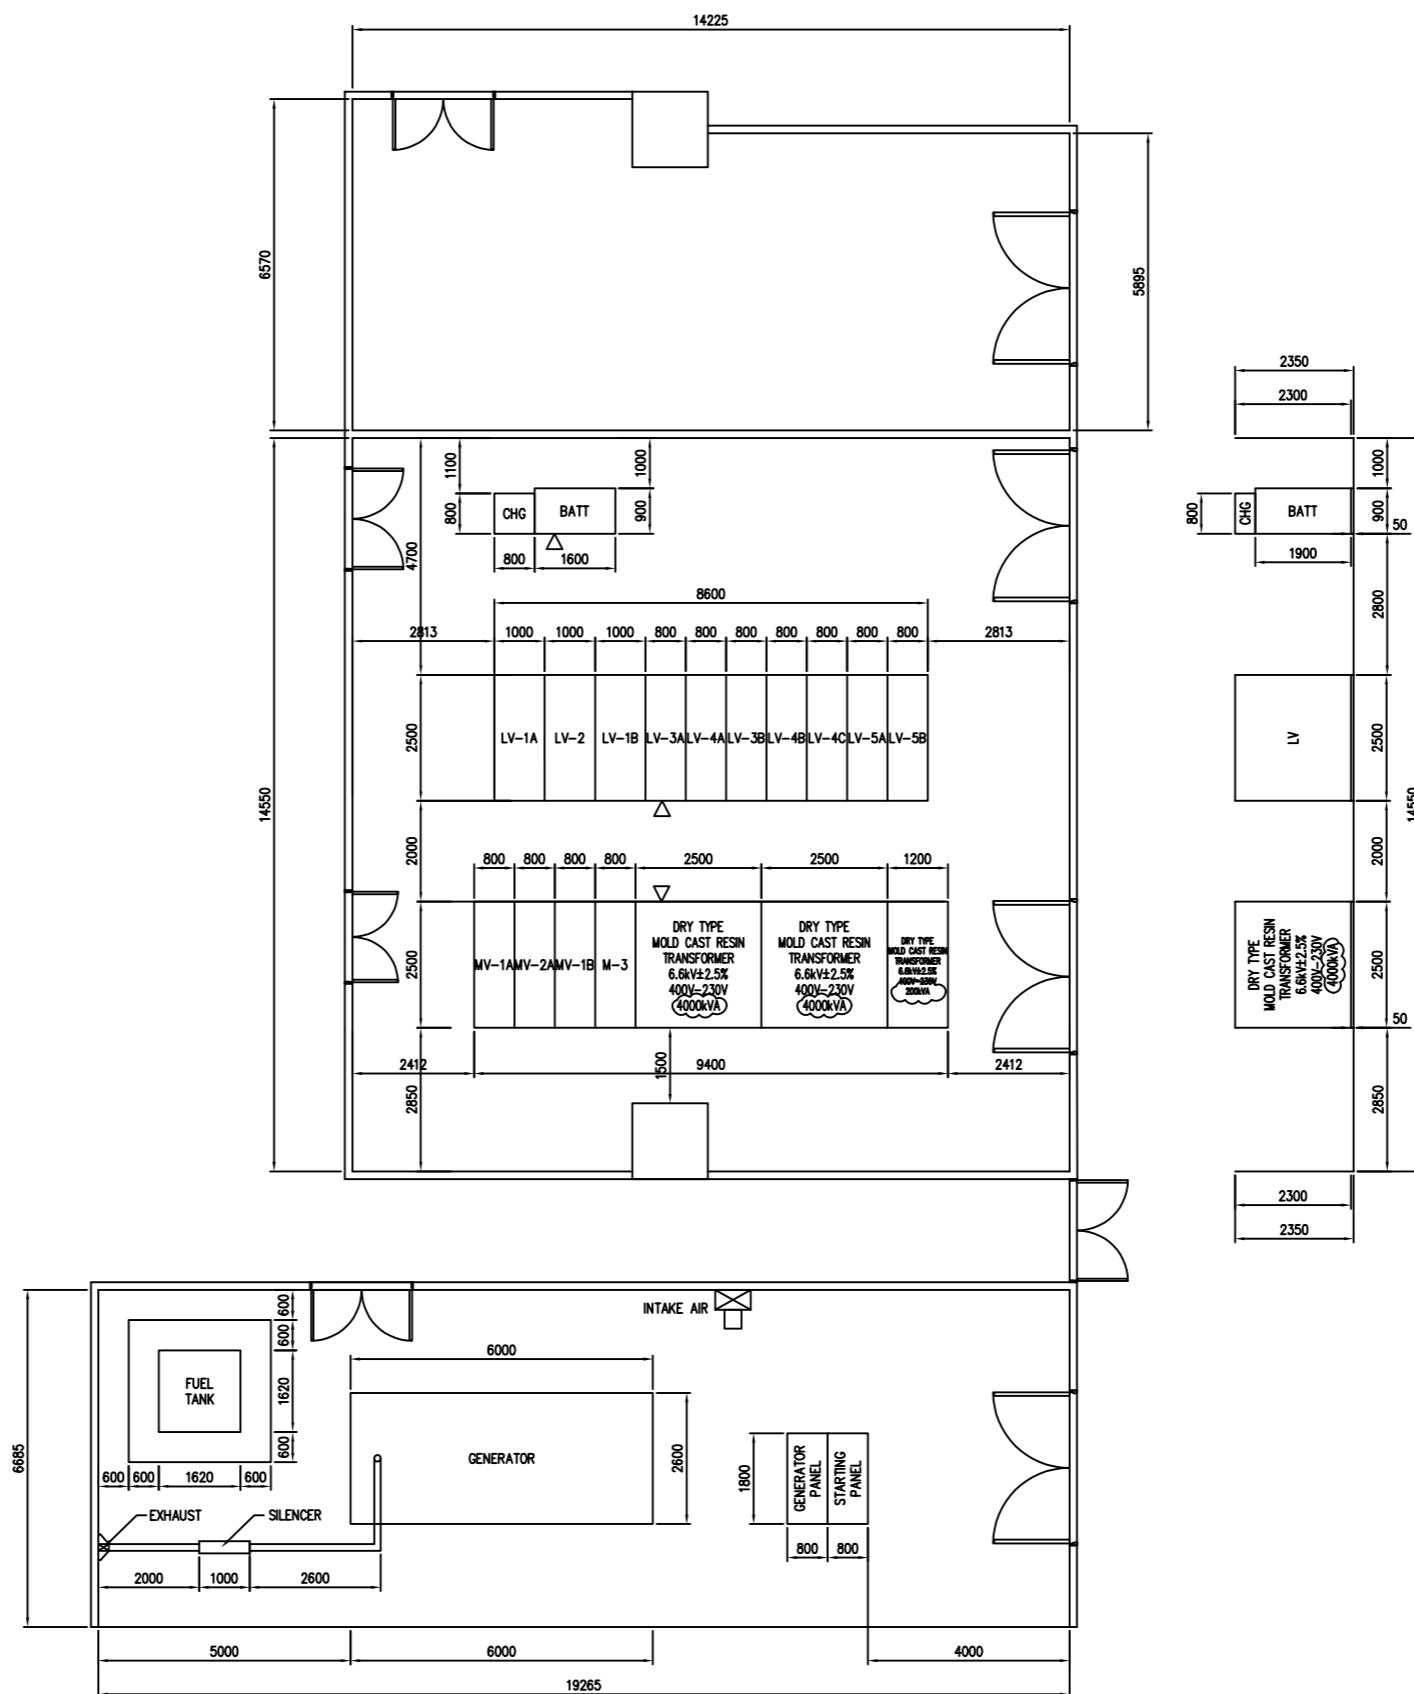 14225
6570
5895
2350
2300
1100
1000
800
CHG
BATT
900
800
1600
4700
800
CHG
BATT
1000
900
50
1900
8600
2813
1000
1000
1000
800
800
800
800
800
800
800
2813
2800
2500
LV-1A
LV-2
LV-1B
LV-3A
LV-4A
LV-3B
LV-4B
LV-4C
LV-5A
LV-5B
LV
2500
14550
14550
2000
800
800
800
800
2500
2500
1200
2000
2500
MV-1A
MV-2A
MV-1B
M-3
DRY TYPE
MOLD CAST RESIN
TRANSFORMER
6.6kV±2.5%
400V-230V
4000kVA
DRY TYPE
MOLD CAST RESIN
TRANSFORMER
6.6kV±2.5%
400V-230V
4000kVA
DRY TYPE
MOLD CAST RESIN
TRANSFORMER
6.6kV±2.5%
400V-230V
200kVA
DRY TYPE
MOLD CAST RESIN
TRANSFORMER
6.6kV±2.5%
400V-230V
4000kVA
2500
50
2412
1500
9400
2412
2850
2850
2300
2350
600
600
INTAKE AIR
6000
FUEL
TANK
1620
6685
GENERATOR
2600
1800
GENERATOR
PANEL
STARTING
PANEL
600
600
600
1620
600
EXHAUST
SILENCER
800
800
2000
1000
2600
5000
6000
4000
19265